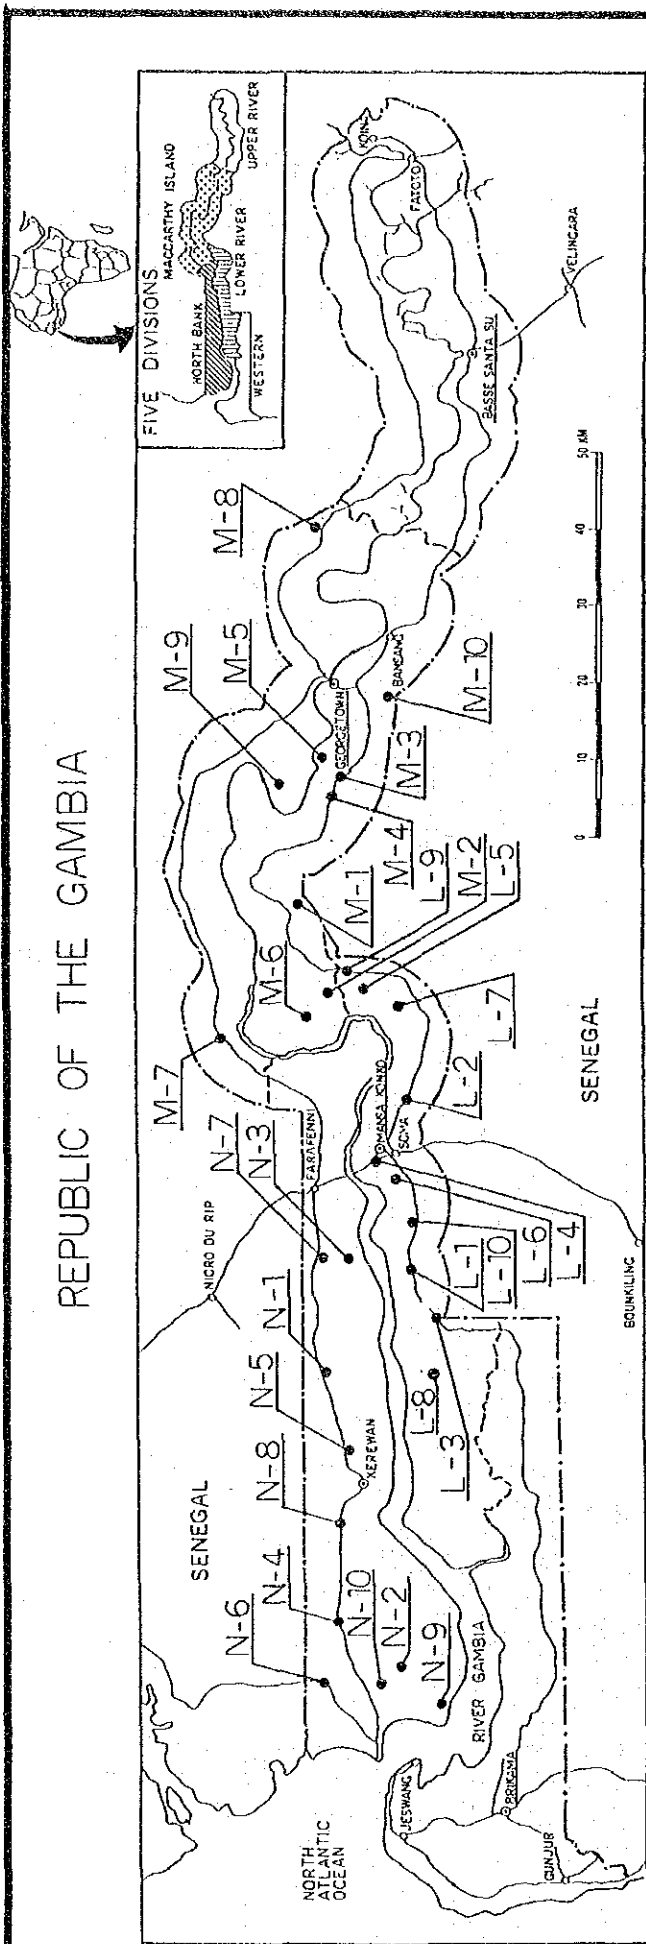 REPUBLIC OF THE GAMBIA
FIVE DIVISIONS
MACCARTHY ISLAND
NORTH BANK
UPPER RIVER
LOWER RIVER
WESTERN
SENEGAL
NIORO DU RIP
N-6
N-4
N-8
N-5
N-1
N-3
N-7
M-7
M-6
M-9
M-5
M-8
N-10
N-2
N-9
KEREWAN
FARAFENNI
MANSA KONKO
SOMA
GEORGETOWN
BANSANG
KOINA
FATOTO
BASSE SANTA SU
VELINGARA
M-1
M-4
M-3
M-10
L-9
M-2
L-5
L-7
L-2
L-8
L-3
L-1
L-10
L-6
L-4
NORTH
ATLANTIC
OCEAN
RIVER GAMBIA
JESWANG
BRIKAMA
GUNJUR
BOUNKILING
SENEGAL
0 10 20 30 40 50 KM